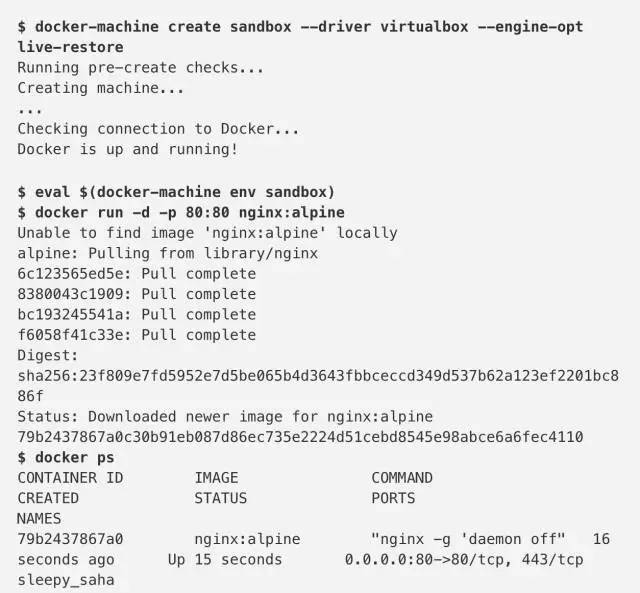 $ docker-machine create sandbox --driver virtualbox --engine-opt
live-restore
Running pre-create checks...
Creating machine...
...
Checking connection to Docker...
Docker is up and running!
$ eval $(docker-machine env sandbox)
$ docker run -d -p 80:80 nginx:alpine
Unable to find image 'nginx:alpine' locally
alpine: Pulling from library/nginx
6c123565ed5e: Pull complete
8380043c1909: Pull complete
bc193245541a: Pull complete
f6058f41c33e: Pull complete
Digest:
sha256:23f809e7fd5952e7d5be065b4d3643fbbceccd349d537b62a123ef2201bc8
86f
Status: Downloaded newer image for nginx:alpine
79b2437867a0c30b91eb087d86ec735e2224d51cebd8545e98abce6a6fec4110
$ docker ps
CONTAINER ID        IMAGE               COMMAND
CREATED             STATUS              PORTS
NAMES
79b2437867a0        nginx:alpine        "nginx -g 'daemon off"   16
seconds ago      Up 15 seconds       0.0.0.0:80->80/tcp, 443/tcp
sleepy_saha